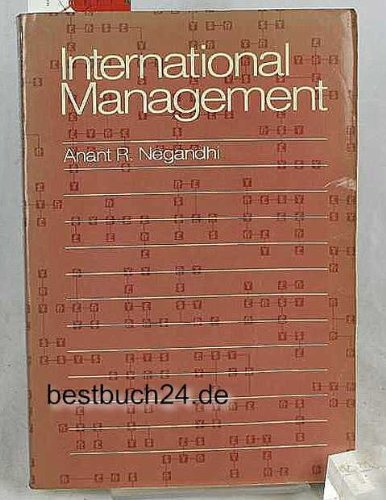 International
Management
Anant R. Negandhi
bestbuch24.de